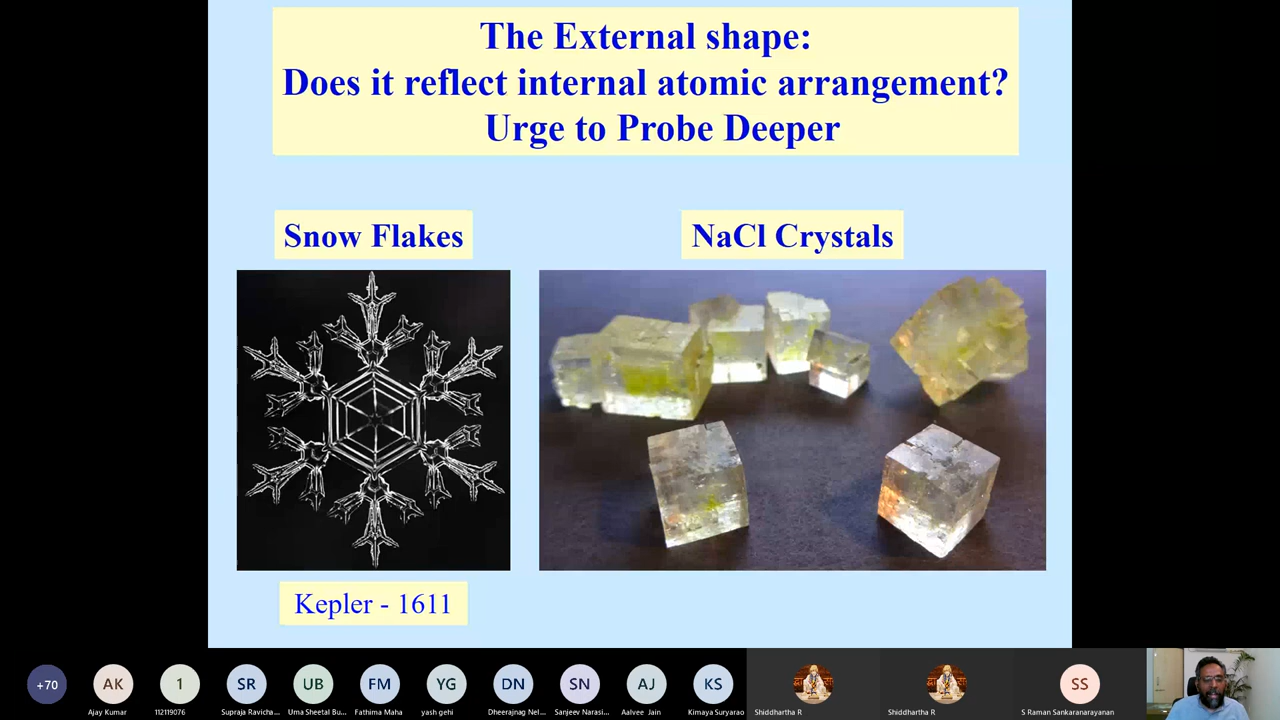 The External shape:
Does it reflect internal atomic arrangement?
Urge to Probe Deeper
Snow Flakes
NaCl Crystals
Kepler - 1611
+70
AK
1
SR
UB
FM
YG
DN
SN
AJ
KS
SS
Ajay Kumar
112119076
Supraja Ravicha...
Uma Sheetal Bu...
Fathima Maha
yash gehi
Dheerajnag Nel...
Sanjeev Narasi...
Aalvee Jain
Kimaya Suryarao
Shiddhartha R
Shiddhartha R
S Raman Sankaranarayanan